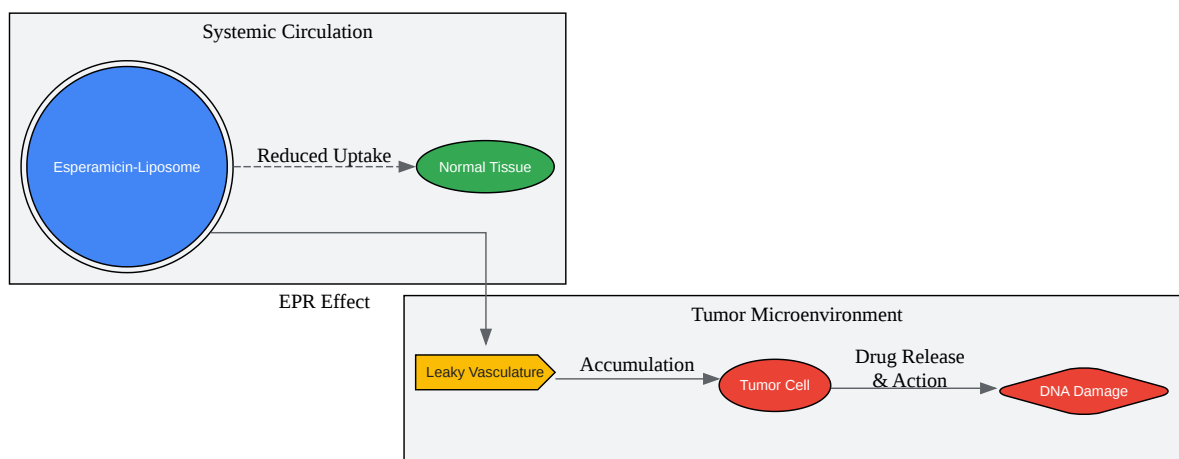 Systemic Circulation
Esperamicin-Liposome
Reduced Uptake
Normal Tissue
EPR Effect
Tumor Microenvironment
Leaky Vasculature
Accumulation
Tumor Cell
Drug Release
& Action
DNA Damage